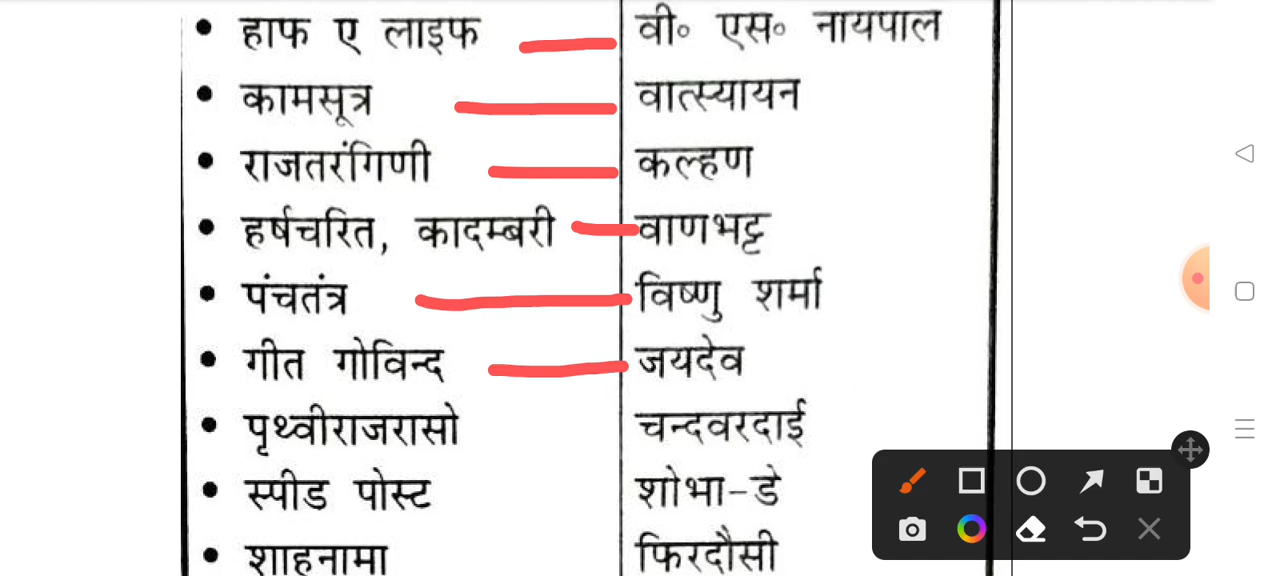 • हाफ ए लाइफ वी॰ एस॰ नायपाल
• कामसूत्र वात्स्यायन
• राजतरंगिणी कल्हण
• हर्षचरित, कादम्बरी वाणभट्ट
• पंचतंत्र विष्णु शर्मा
• गीत गोविन्द जयदेव
• पृथ्वीराजरासो चन्दवरदाई
• स्पीड पोस्ट शोभा-डे
• शाहनामा फिरदौसी